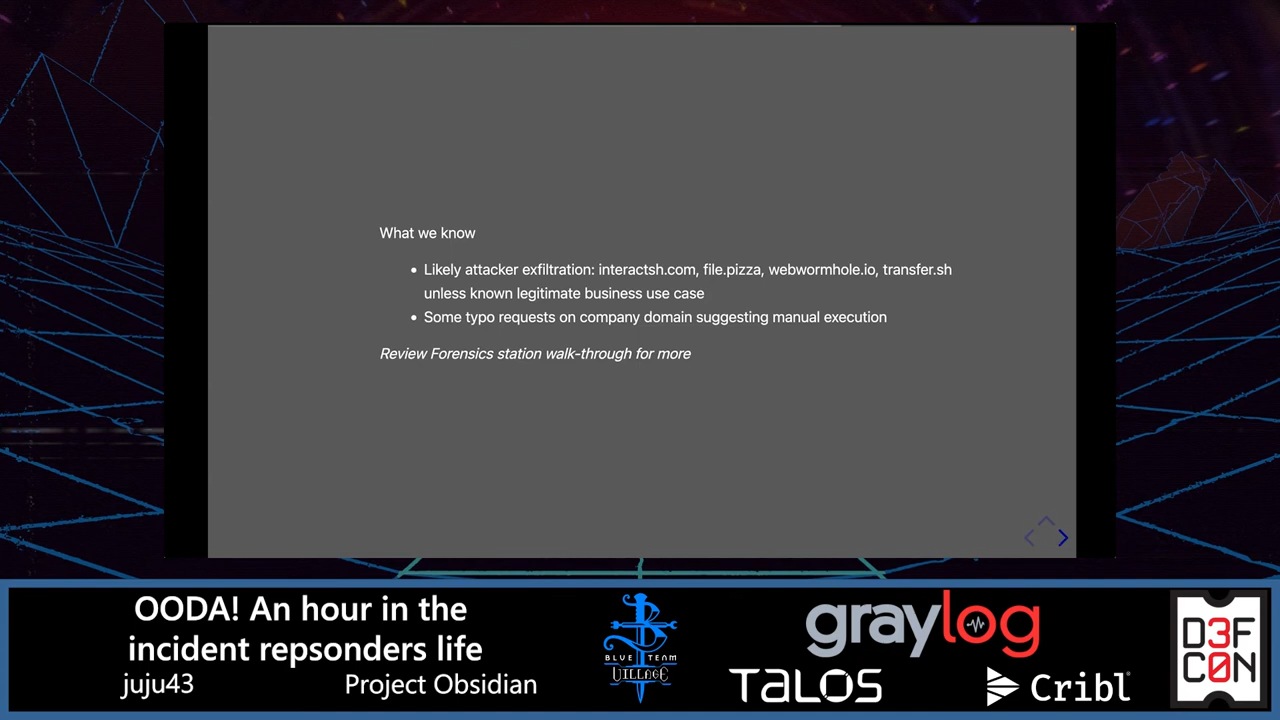 What we know
• Likely attacker exfiltration: interactsh.com, file.pizza, webwormhole.io, transfer.sh
unless known legitimate business use case
• Some typo requests on company domain suggesting manual execution
Review Forensics station walk-through for more
OODA! An hour in the
incident repsonders life
juju43 Project Obsidian
BLUE TEAM
VILLAGE
graylog
TALOS
Cribl
D3F
C0N